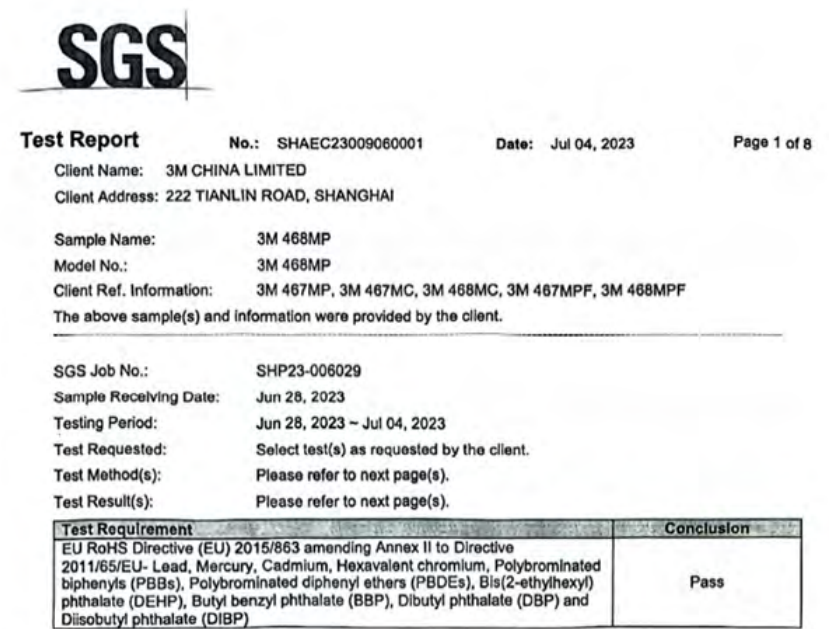 SGS
Test Report No.: SHAEC23009060001 Date: Jul 04, 2023 Page 1 of 8
Client Name: 3M CHINA LIMITED
Client Address: 222 TIANLIN ROAD, SHANGHAI
Sample Name: 3M 468MP
Model No.: 3M 468MP
Client Ref. Information: 3M 467MP, 3M 467MC, 3M 468MC, 3M 467MPF, 3M 468MPF
The above sample(s) and information were provided by the client.
SGS Job No.: SHP23-006029
Sample Receiving Date: Jun 28, 2023
Testing Period: Jun 28, 2023 ~ Jul 04, 2023
Test Requested: Select test(s) as requested by the client.
Test Method(s): Please refer to next page(s).
Test Result(s): Please refer to next page(s).
Test Requirement Conclusion
EU RoHS Directive (EU) 2015/863 amending Annex II to Directive
2011/65/EU- Lead, Mercury, Cadmium, Hexavalent chromium, Polybrominated
biphenyls (PBBs), Polybrominated diphenyl ethers (PBDEs), Bis(2-ethylhexyl)
phthalate (DEHP), Butyl benzyl phthalate (BBP), Dibutyl phthalate (DBP) and
Diisobutyl phthalate (DIBP)
Pass